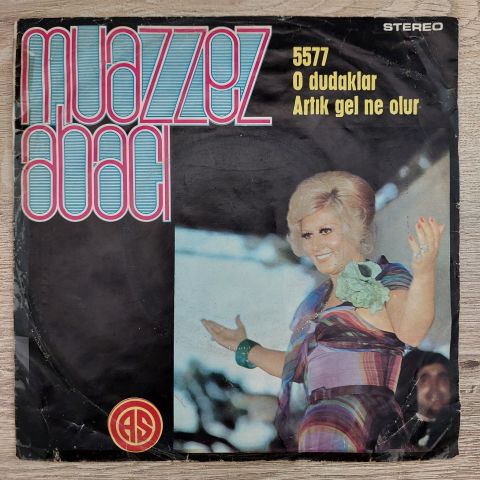 muazzez
abacı
STEREO
5577
O dudaklar
Artık gel ne olur
AS